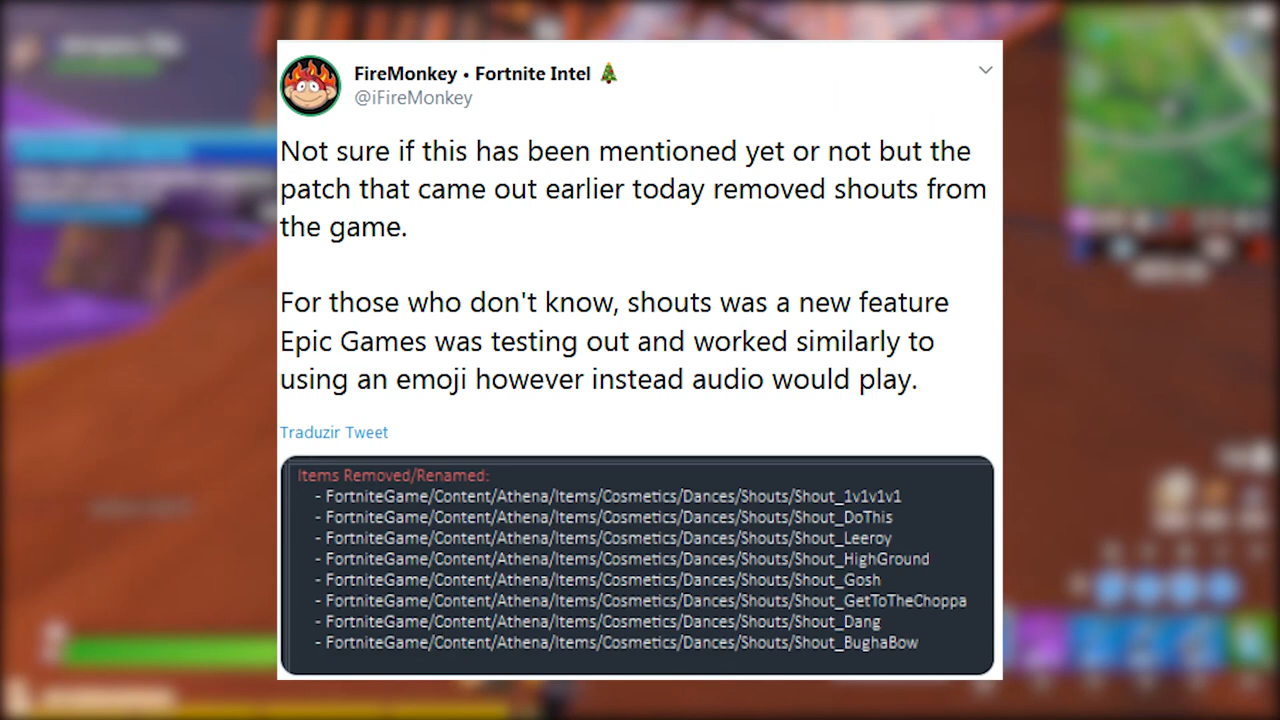 FireMonkey • Fortnite Intel 🎄
@iFireMonkey
Not sure if this has been mentioned yet or not but the
patch that came out earlier today removed shouts from
the game.
For those who don't know, shouts was a new feature
Epic Games was testing out and worked similarly to
using an emoji however instead audio would play.
Traduzir Tweet
Items Removed/Renamed:
- FortniteGame/Content/Athena/Items/Cosmetics/Dances/Shouts/Shout_1v1v1v1
- FortniteGame/Content/Athena/Items/Cosmetics/Dances/Shouts/Shout_DoThis
- FortniteGame/Content/Athena/Items/Cosmetics/Dances/Shouts/Shout_Leeroy
- FortniteGame/Content/Athena/Items/Cosmetics/Dances/Shouts/Shout_HighGround
- FortniteGame/Content/Athena/Items/Cosmetics/Dances/Shouts/Shout_Gosh
- FortniteGame/Content/Athena/Items/Cosmetics/Dances/Shouts/Shout_GetToTheChoppa
- FortniteGame/Content/Athena/Items/Cosmetics/Dances/Shouts/Shout_Dang
- FortniteGame/Content/Athena/Items/Cosmetics/Dances/Shouts/Shout_BughaBow